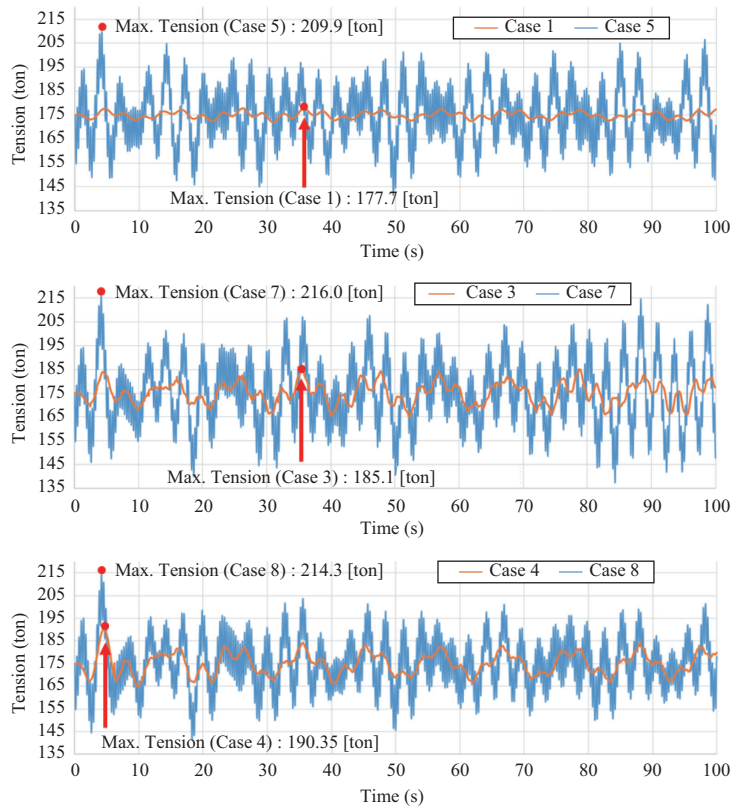 Max. Tension (Case 5) : 209.9 [ton]
Case 1
Case 5
Tension (ton)
215
205
195
185
175
165
155
145
135
Max. Tension (Case 1) : 177.7 [ton]
0 10 20 30 40 50 60 70 80 90 100
Time (s)
Max. Tension (Case 7) : 216.0 [ton]
Case 3
Case 7
Tension (ton)
215
205
195
185
175
165
155
145
135
Max. Tension (Case 3) : 185.1 [ton]
0 10 20 30 40 50 60 70 80 90 100
Time (s)
Max. Tension (Case 8) : 214.3 [ton]
Case 4
Case 8
Tension (ton)
215
205
195
185
175
165
155
145
135
Max. Tension (Case 4) : 190.35 [ton]
0 10 20 30 40 50 60 70 80 90 100
Time (s)